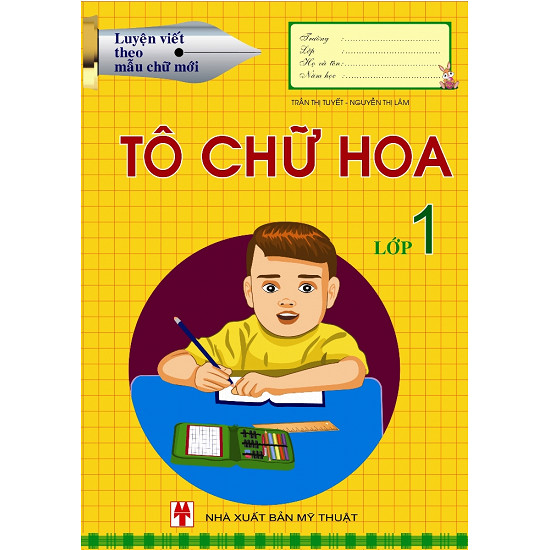 Luyện viết
theo
mẫu chữ mới
Trường :
Lớp :
Họ và tên:
Năm học :
TRẦN THỊ TUYẾT - NGUYỄN THỊ LÂM
TÔ CHỮ HOA
LỚP 1
MT
NHÀ XUẤT BẢN MỸ THUẬT